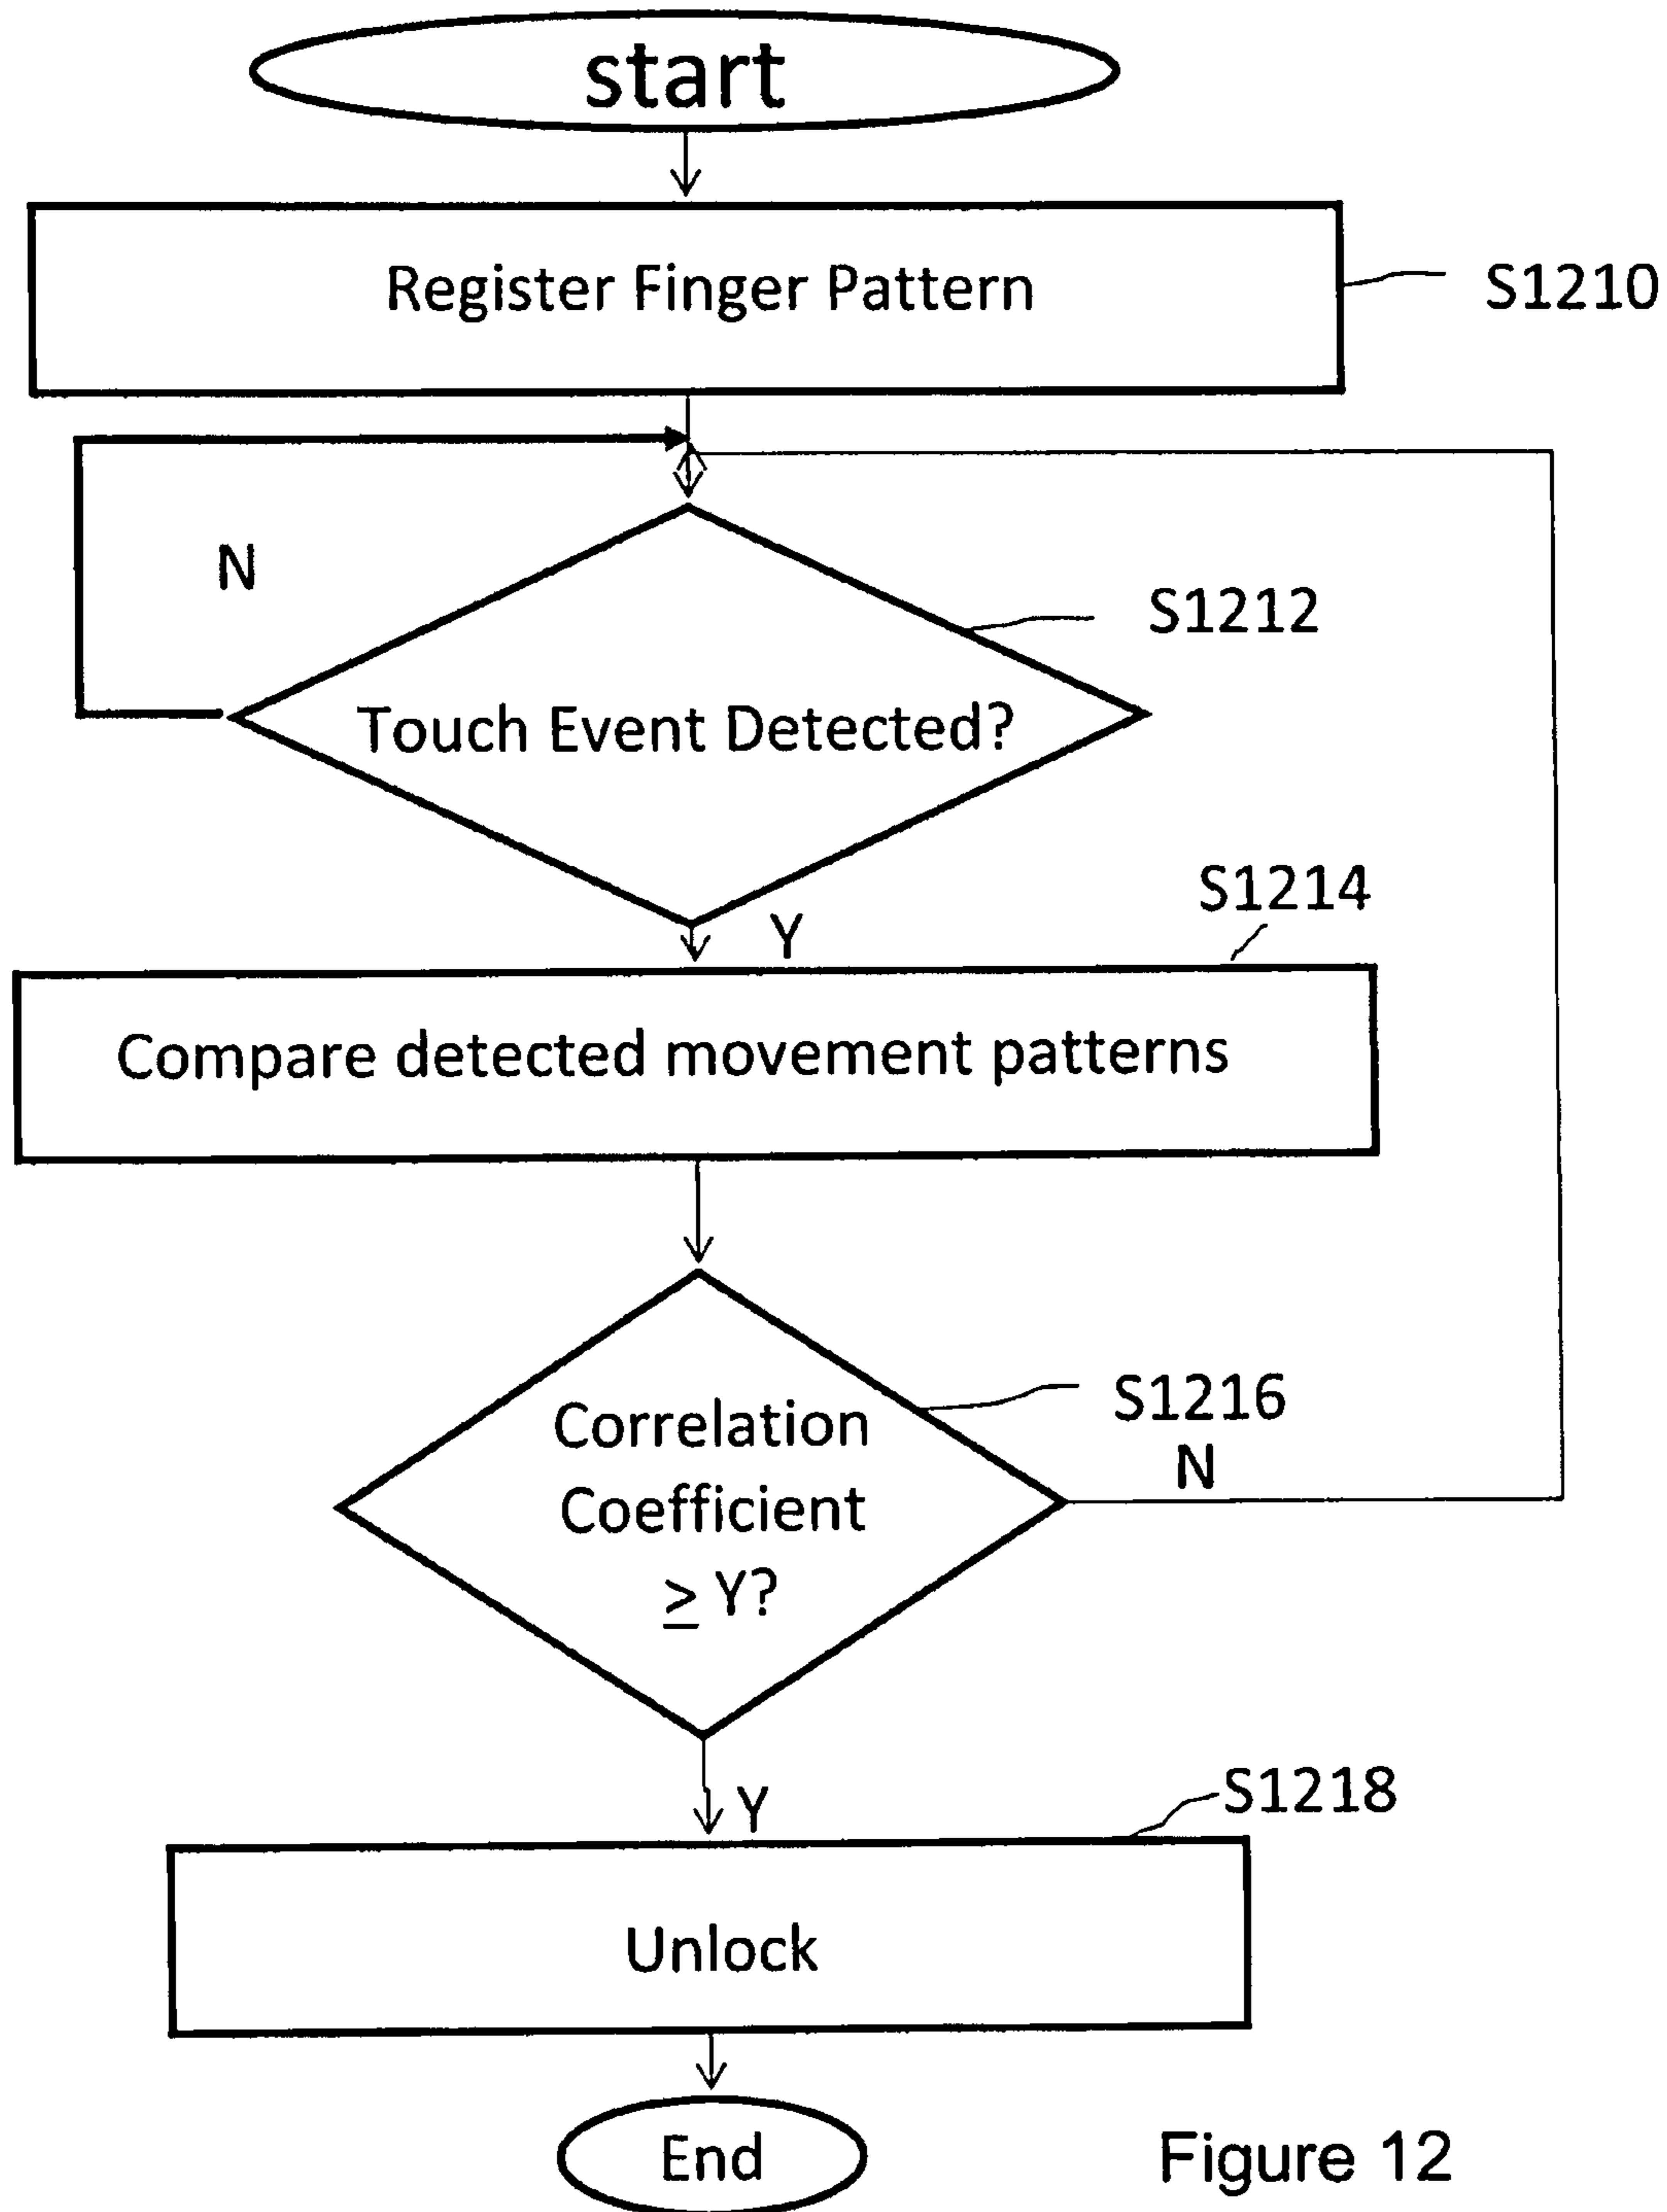 start
Register Finger Pattern
S1210
N
S1212
Touch Event Detected?
Y
S1214
Compare detected movement patterns
Correlation
Coefficient
≥ Y?
S1216
N
Y
S1218
Unlock
End
Figure 12